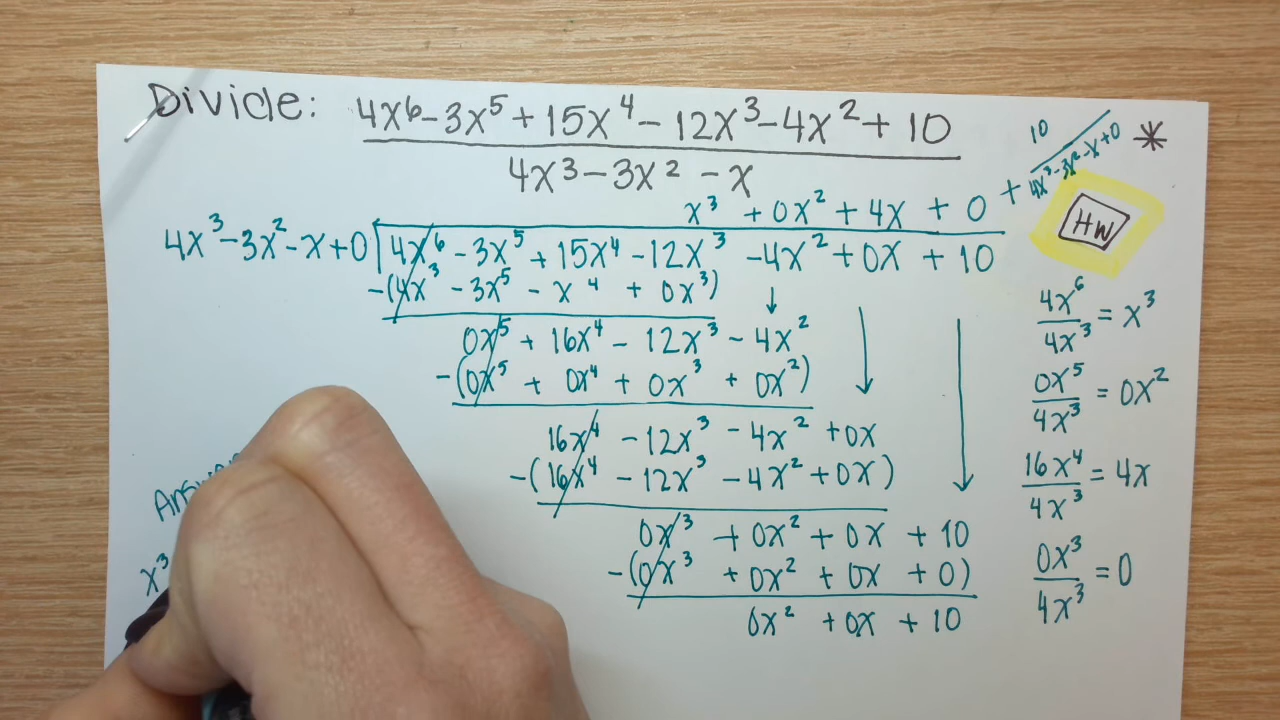 Divide: 4x⁶-3x⁵+15x⁴-12x³-4x²+10
4x³-3x²-x
*
HW
x³ +0x²+4x+0 + 10
4x³-3x²-x+0
4x³-3x²-x+0 4x⁶-3x⁵+15x⁴-12x³-4x²+0x+10
-(4x³-3x⁵-x⁴+0x³)
0x⁵+16x⁴-12x³-4x²
-(0x⁵+0x⁴+0x³+0x²)
16x⁴-12x³-4x²+0x
-(16x⁴-12x³-4x²+0x)
0x³+0x²+0x+10
-(0x³+0x²+0x+0)
0x²+0x+10
4x⁶/4x³=x³
0x⁵/4x³=0x²
16x⁴/4x³=4x
0x³/4x³=0
x³